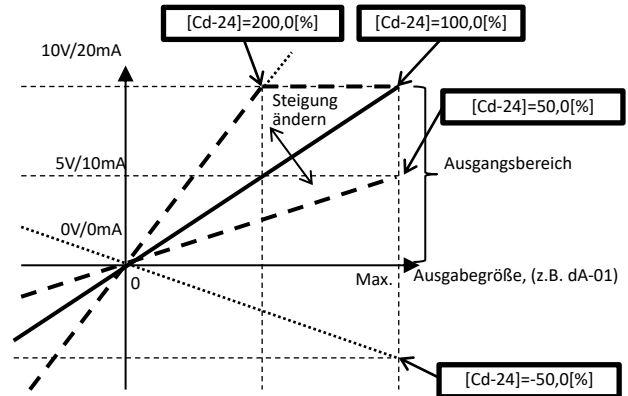 [Cd-24]=200,0[%]
[Cd-24]=100,0[%]
10V/20mA
Steigung
ändern
[Cd-24]=50,0[%]
5V/10mA
Ausgangsbereich
0V/0mA
0
Max.
Ausgabegröße, (z.B. dA-01)
[Cd-24]=-50,0[%]